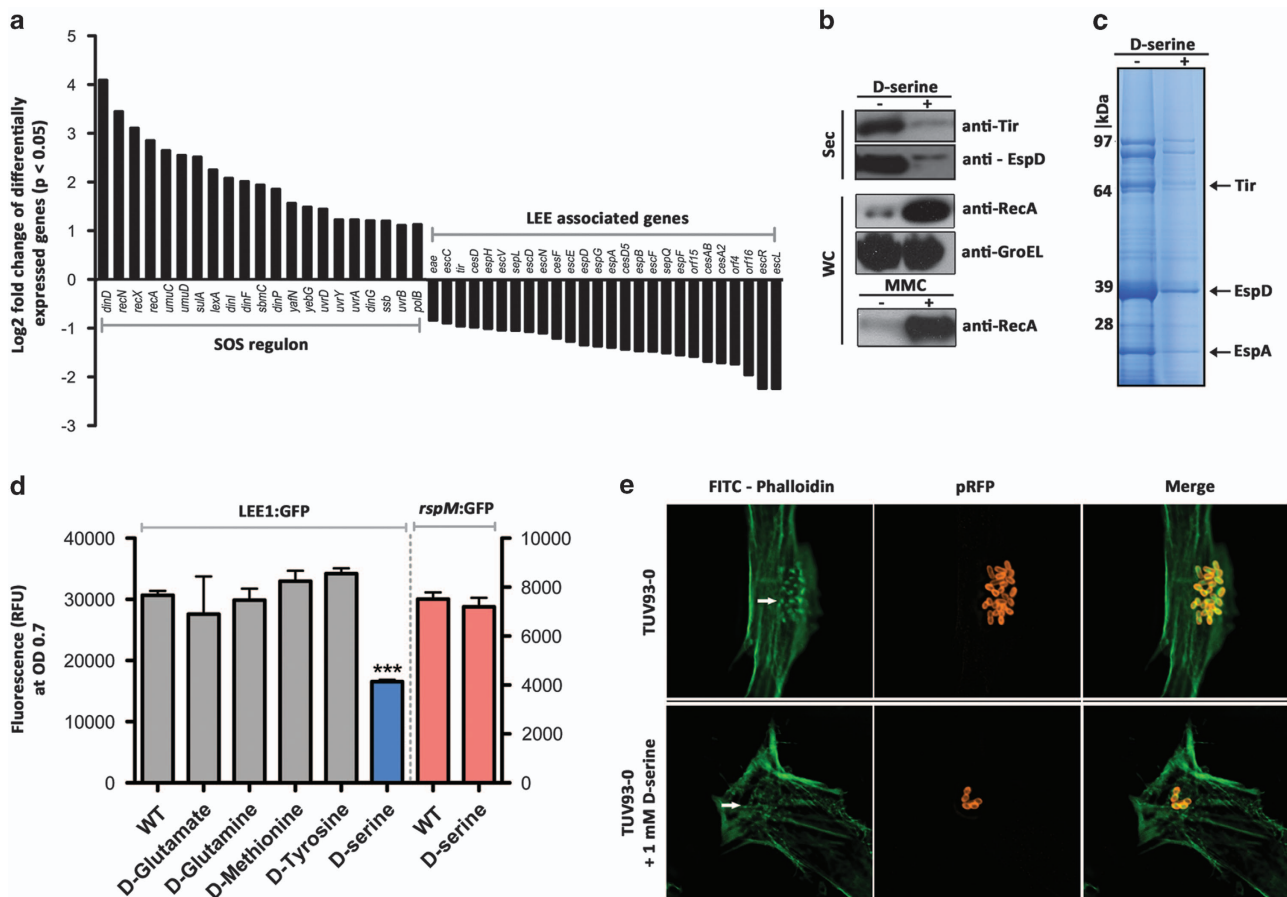 a
Log2 fold change of differentially
expressed genes (p < 0.05)
5
4
3
2
1
0
-1
-2
-3
dinD
recN
recX
recA
umuC
umuD
sulA
lexA
dinI
dinF
sbmC
dinP
yafN
yebG
uvrD
uvrY
uvrA
dinG
ssb
uvrB
polB
SOS regulon
LEE associated genes
eae
escC
tir
cesD
espH
escV
sepL
escD
escN
cesF
escE
espD
espG
espA
cesD5
espB
escF
sepQ
espF
orf15
cesAB
cesA2
orf4
orf16
escR
escL
b
D-serine
- +
Sec
anti-Tir
anti - EspD
WC
anti-RecA
anti-GroEL
MMC
- +
anti-RecA
c
D-serine
- +
|kDa
97
64
39
28
Tir
EspD
EspA
d
LEE1:GFP
rspM:GFP
Fluorescence (RFU)
at OD 0.7
40000
30000
20000
10000
0
***
10000
8000
6000
4000
2000
0
WT
D-Glutamate
D-Glutamine
D-Methionine
D-Tyrosine
D-serine
WT
D-serine
e
FITC - Phalloidin
pRFP
Merge
TUV93-0
TUV93-0
+ 1 mM D-serine